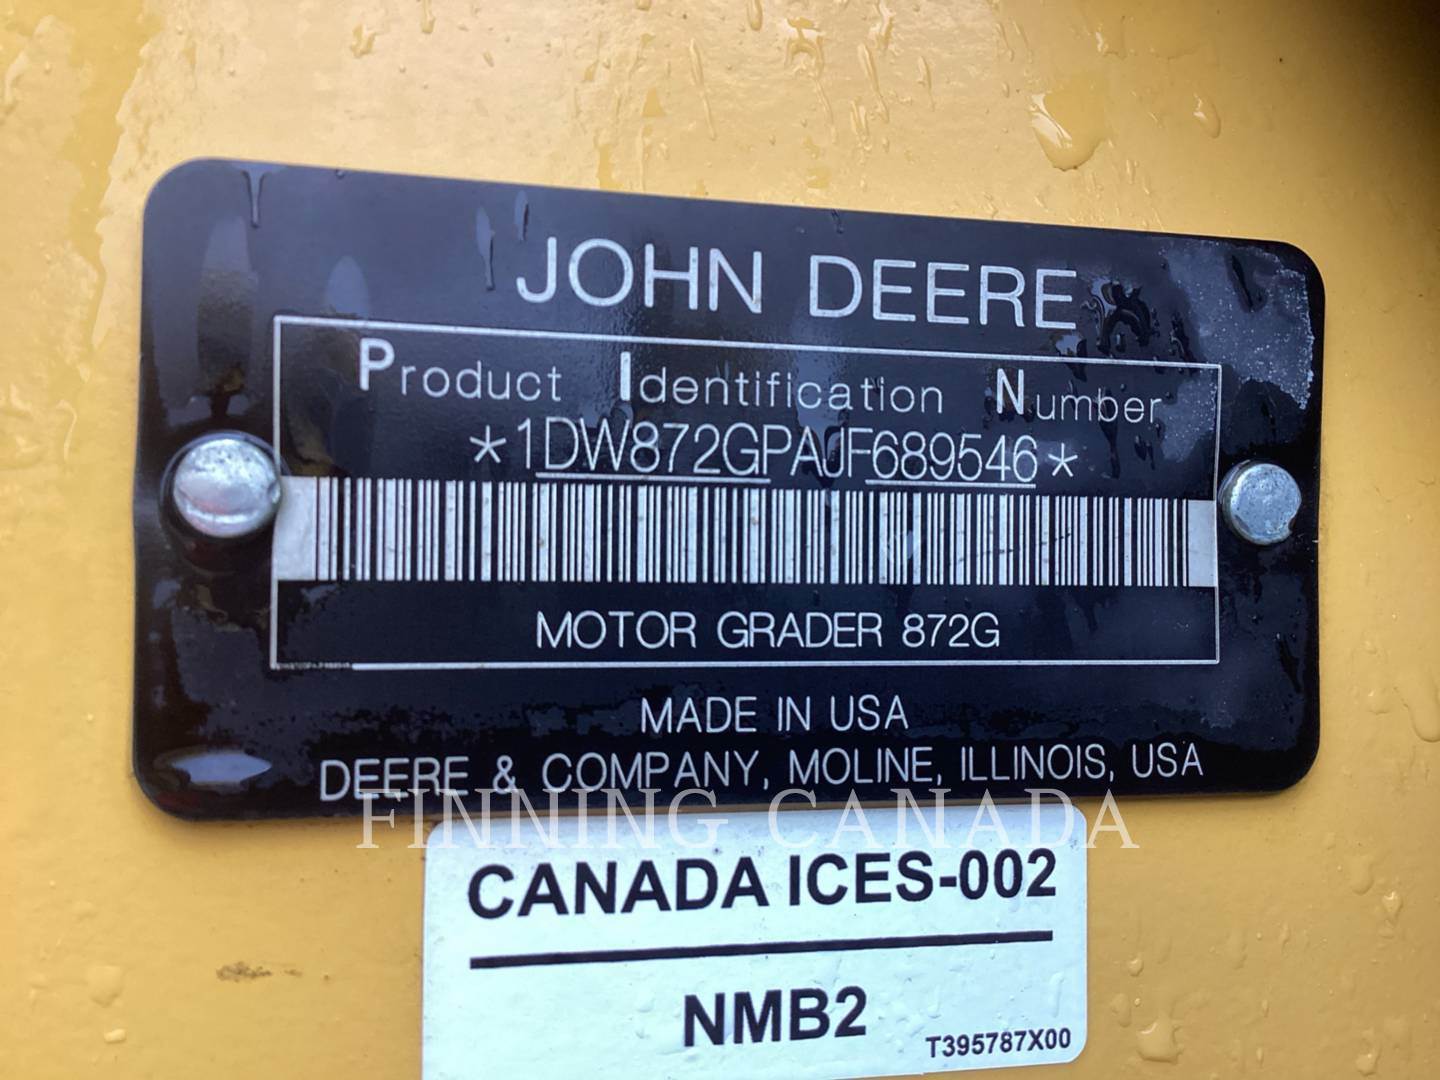 JOHN DEERE
Product Identification Number
*1DW872GPAJF689546*
MOTOR GRADER 872G
MADE IN USA
DEERE & COMPANY, MOLINE, ILLINOIS, USA
FINNING CANADA
CANADA ICES-002
NMB2
T395787X00